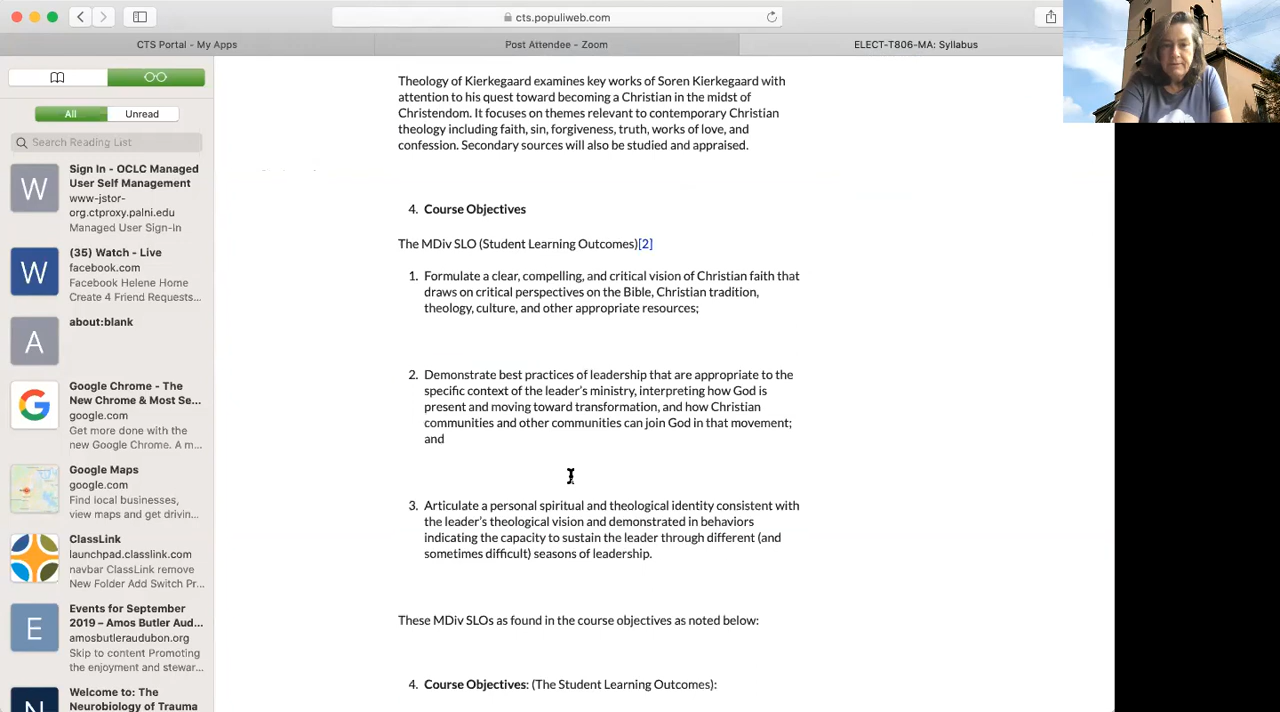 cts.populiweb.com
CTS Portal - My Apps
Post Attendee - Zoom
ELECT-T806-MA: Syllabus
All
Unread
Search Reading List
W
Sign In - OCLC Managed
User Self Management
www-jstor-
org.ctproxy.palni.edu
Managed User Sign-In
W
(35) Watch - Live
facebook.com
Facebook Helene Home
Create 4 Friend Requests...
A
about:blank
Google Chrome - The
New Chrome & Most Se...
google.com
Get more done with the
new Google Chrome. A m...
Google Maps
google.com
Find local businesses,
view maps and get drivin...
ClassLink
launchpad.classlink.com
navbar ClassLink remove
New Folder Add Switch Pr...
E
Events for September
2019 – Amos Butler Aud...
amosbutleraudubon.org
Skip to content Promoting
the enjoyment and stewar...
N
Welcome to: The
Neurobiology of Trauma
Theology of Kierkegaard examines key works of Soren Kierkegaard with
attention to his quest toward becoming a Christian in the midst of
Christendom. It focuses on themes relevant to contemporary Christian
theology including faith, sin, forgiveness, truth, works of love, and
confession. Secondary sources will also be studied and appraised.
4. Course Objectives
The MDiv SLO (Student Learning Outcomes)[2]
1. Formulate a clear, compelling, and critical vision of Christian faith that
draws on critical perspectives on the Bible, Christian tradition,
theology, culture, and other appropriate resources;
2. Demonstrate best practices of leadership that are appropriate to the
specific context of the leader's ministry, interpreting how God is
present and moving toward transformation, and how Christian
communities and other communities can join God in that movement;
and
3. Articulate a personal spiritual and theological identity consistent with
the leader's theological vision and demonstrated in behaviors
indicating the capacity to sustain the leader through different (and
sometimes difficult) seasons of leadership.
These MDiv SLOs as found in the course objectives as noted below:
4. Course Objectives: (The Student Learning Outcomes):